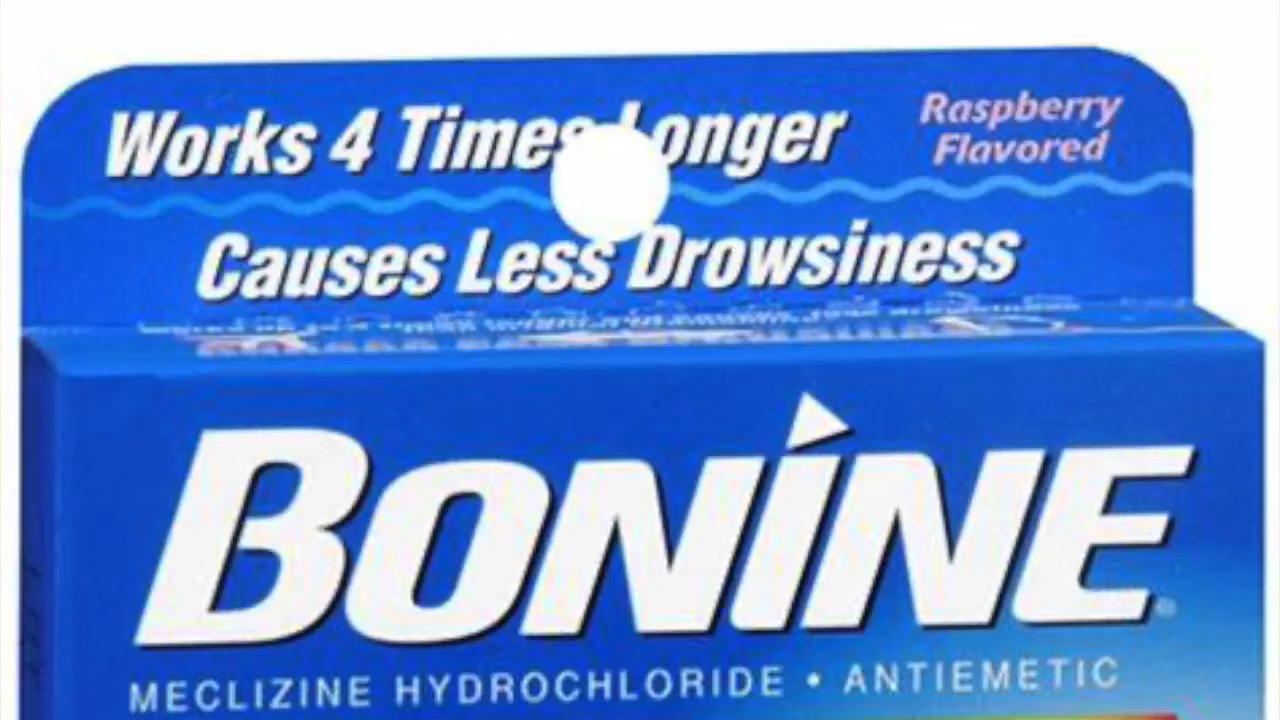 Works 4 Times Longer
Raspberry
Flavored
Causes Less Drowsiness
BONINE
MECLIZINE HYDROCHLORIDE • ANTIEMETIC